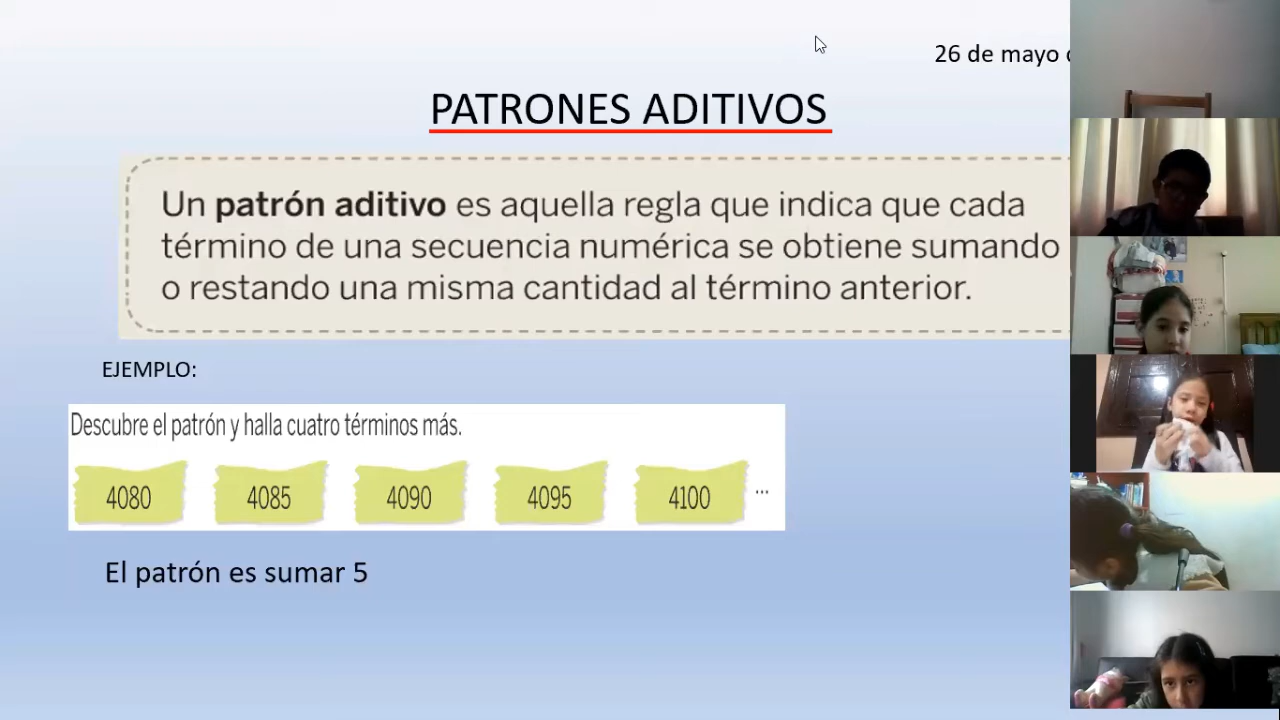 26 de mayo
PATRONES ADITIVOS
Un patrón aditivo es aquella regla que indica que cada
término de una secuencia numérica se obtiene sumando
o restando una misma cantidad al término anterior.
EJEMPLO:
Descubre el patrón y halla cuatro términos más.
4080 4085 4090 4095 4100 ...
El patrón es sumar 5